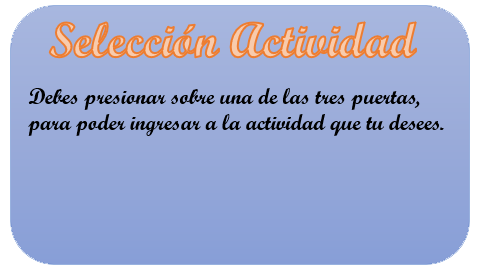 Selección Actividad
Debes presionar sobre una de las tres puertas,
para poder ingresar a la actividad que tu desees.